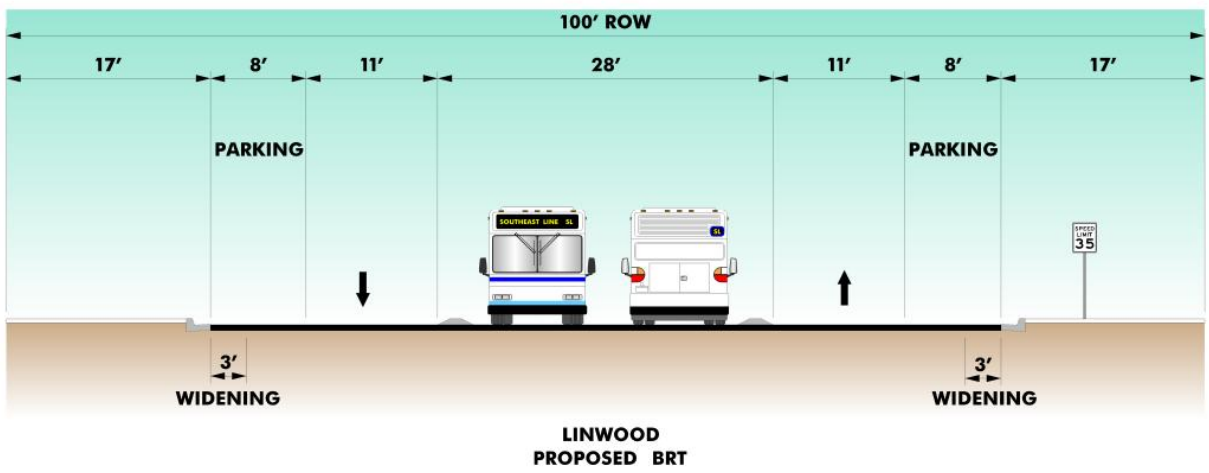 100' ROW
17' 8' 11' 28' 11' 8' 17'
PARKING PARKING
SOUTHEAST LINE SL
SL
SPEED
LIMIT
35
3' 3'
WIDENING WIDENING
LINWOOD
PROPOSED BRT